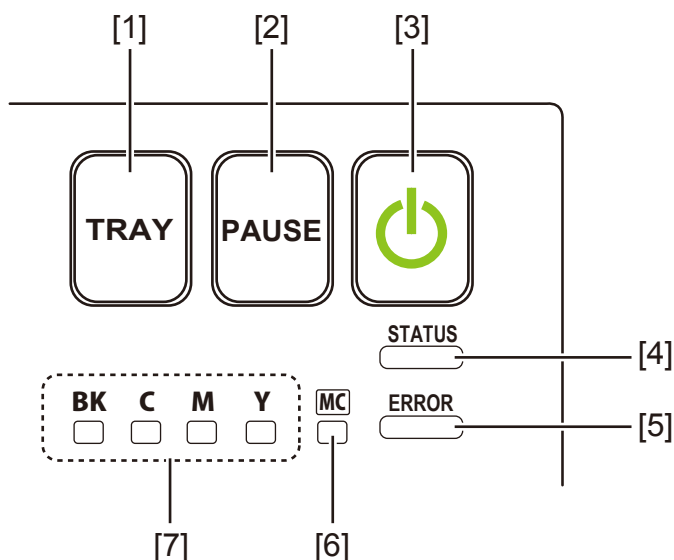 [1] [2] [3]
TRAY PAUSE
STATUS
[4]
BK C M Y MC ERROR
[5]
[7] [6]